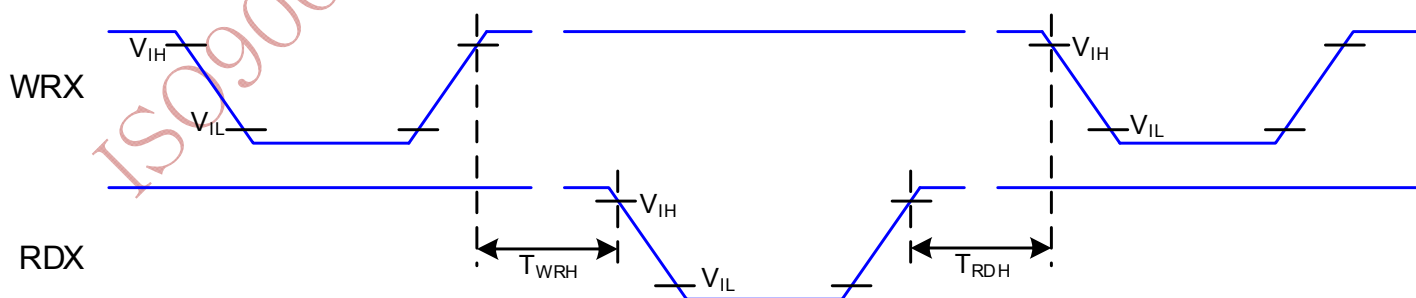 WRX
V_IH
V_IL
V_IH
V_IL
RDX
V_IH
V_IL
T_WRH
T_RDH
ISO900